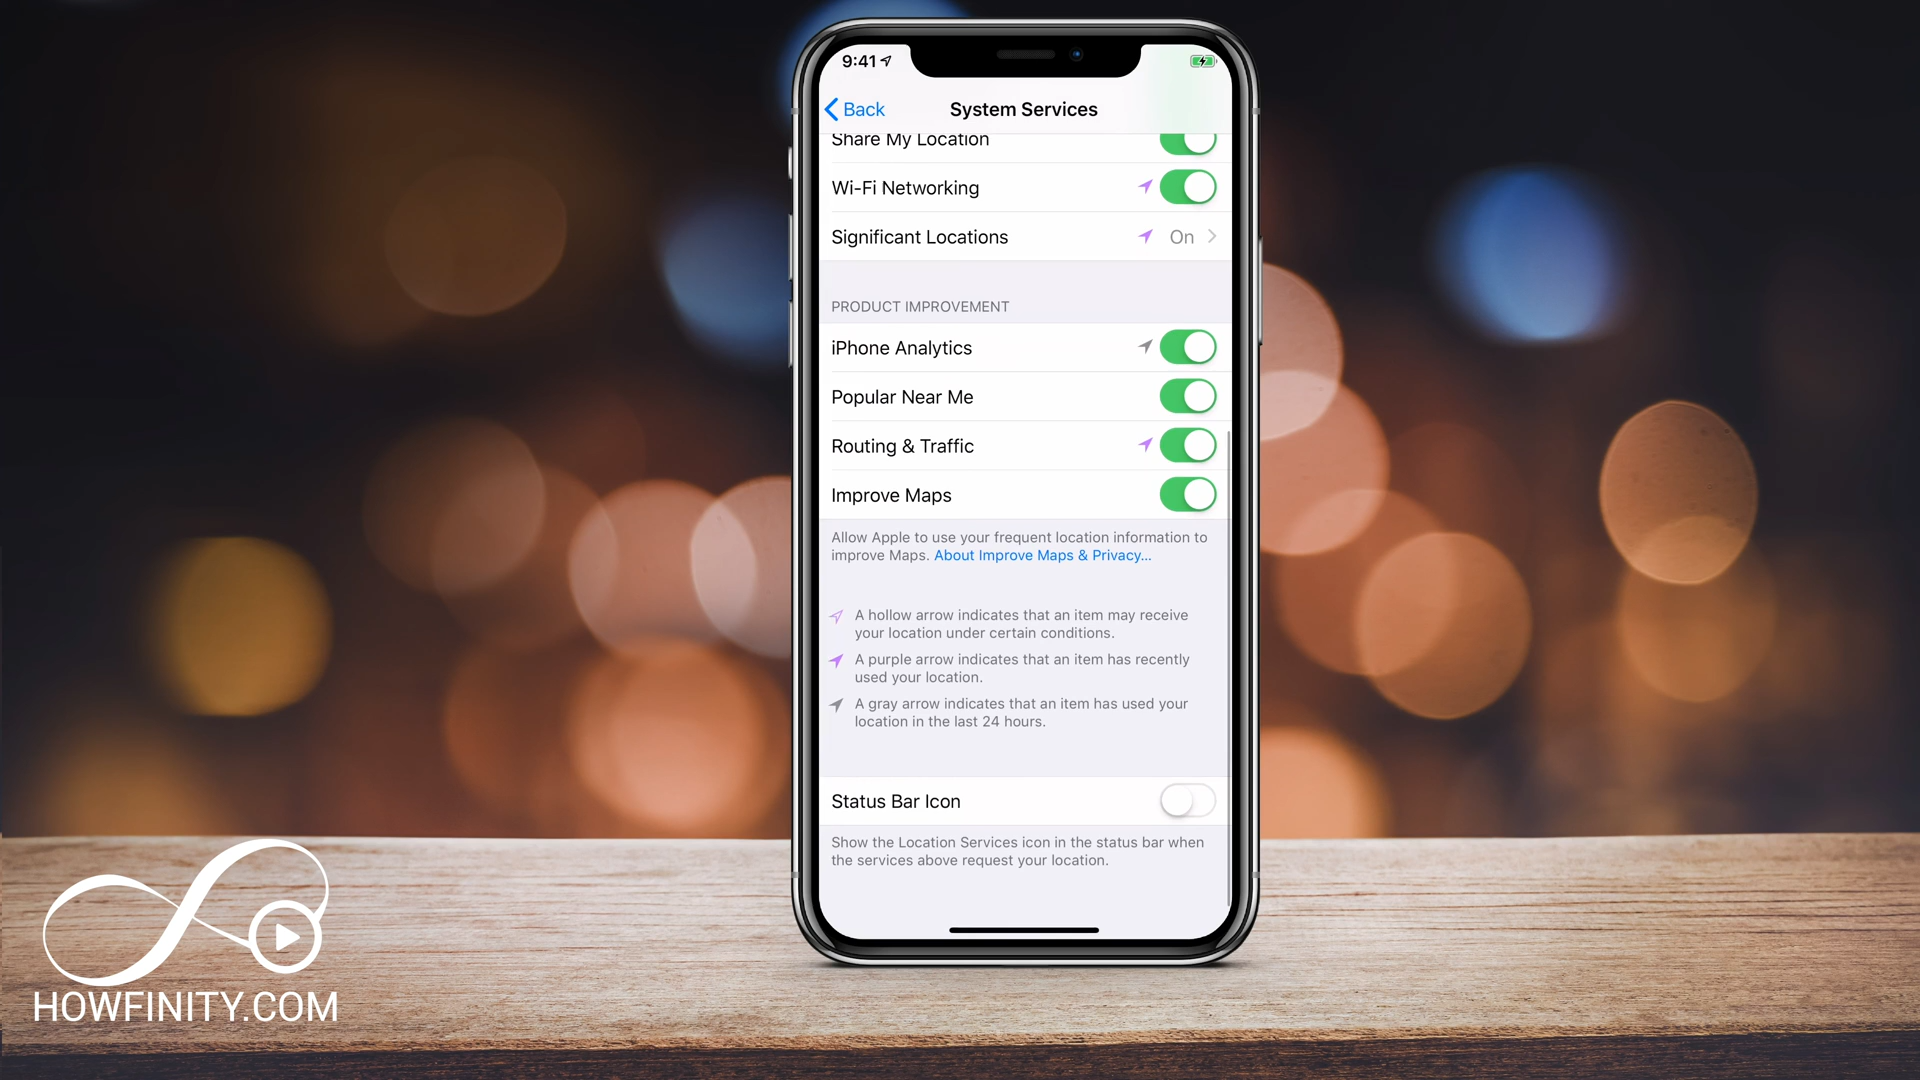 9:41
Back
System Services
Share My Location
Wi-Fi Networking
Significant Locations
On
PRODUCT IMPROVEMENT
iPhone Analytics
Popular Near Me
Routing & Traffic
Improve Maps
Allow Apple to use your frequent location information to
improve Maps. About Improve Maps & Privacy...
A hollow arrow indicates that an item may receive
your location under certain conditions.
A purple arrow indicates that an item has recently
used your location.
A gray arrow indicates that an item has used your
location in the last 24 hours.
Status Bar Icon
Show the Location Services icon in the status bar when
the services above request your location.
HOWFINITY.COM